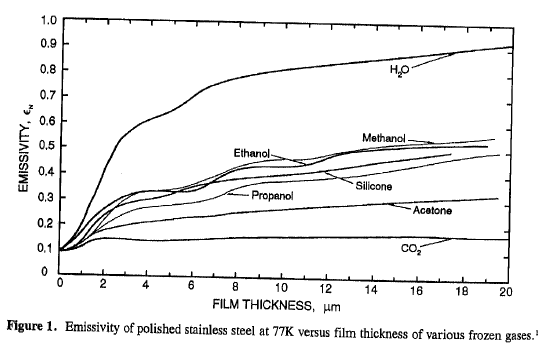 1.0
0.9
0.8
0.7
0.6
0.5
0.4
0.3
0.2
0.1
0
EMISSIVITY, ϵN
H2O
Methanol
Ethanol
Silicone
Propanol
Acetone
CO2
0 2 4 6 8 10 12 14 16 18 20
FILM THICKNESS, μm
Figure 1. Emissivity of polished stainless steel at 77K versus film thickness of various frozen gases.1